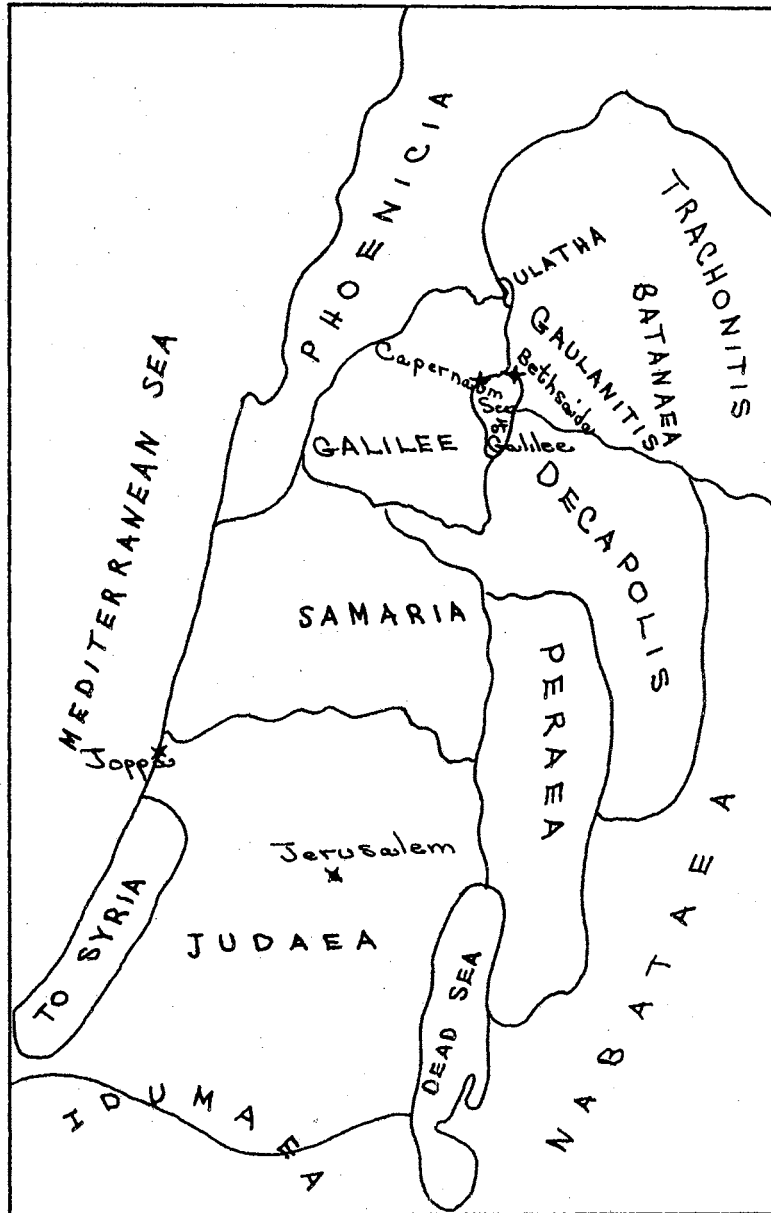 PHOENICIA
TRACHONITIS
ULATHA
BATANAEA
GAULANITIS
Capernaum
Bethsaida
Sea of Galilee
MEDITERRANEAN SEA
GALILEE
DECAPOLIS
SAMARIA
PERAEA
Joppa
Jerusalem
TO SYRIA
JUDAEA
DEAD SEA
NABATAEA
IDUMAEA